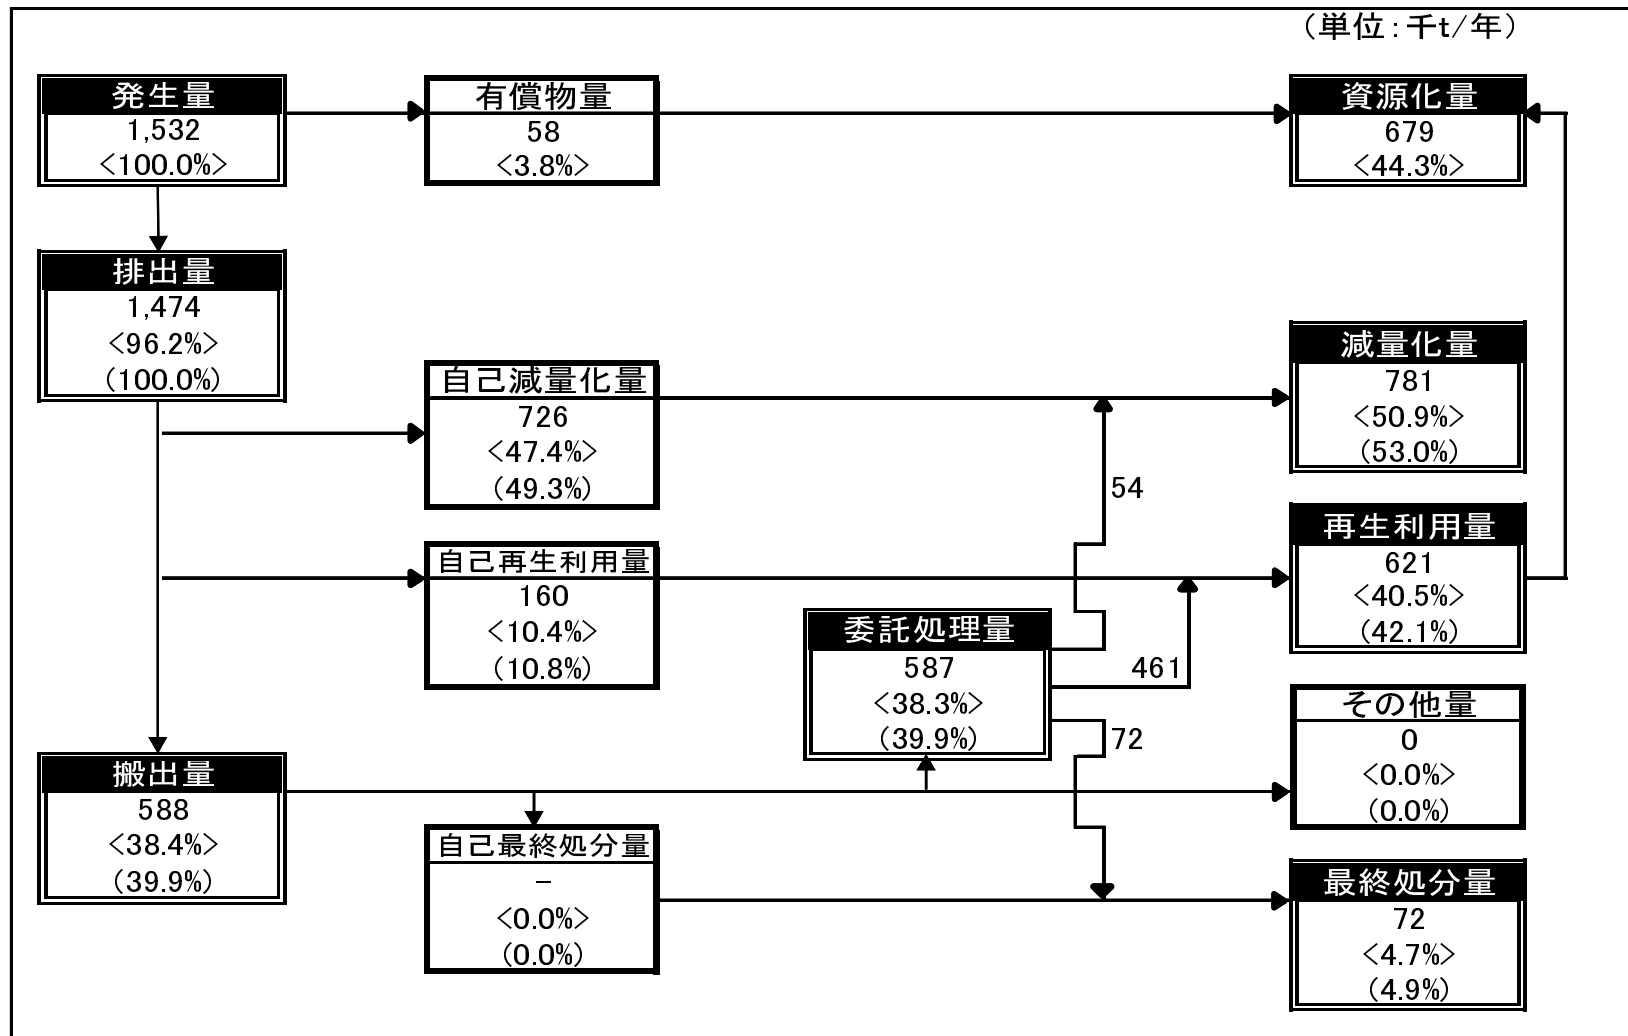 （単位：千t/年）
発生量
1,532
<100.0%>
有償物量
58
<3.8%>
資源化量
679
<44.3%>
排出量
1,474
<96.2%>
(100.0%)
自己減量化量
726
<47.4%>
(49.3%)
減量化量
781
<50.9%>
(53.0%)
54
自己再生利用量
160
<10.4%>
(10.8%)
再生利用量
621
<40.5%>
(42.1%)
委託処理量
587
<38.3%>
(39.9%)
461
72
その他量
0
<0.0%>
(0.0%)
搬出量
588
<38.4%>
(39.9%)
自己最終処分量
－
<0.0%>
(0.0%)
最終処分量
72
<4.7%>
(4.9%)